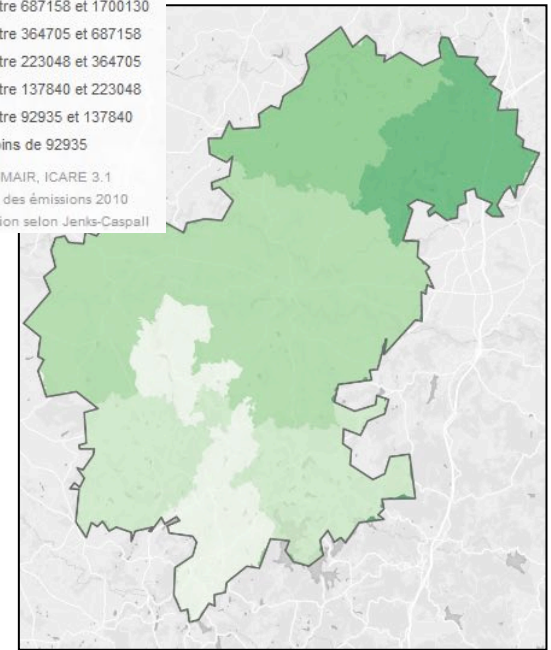 tre 687158 et 1700130
tre 364705 et 687158
tre 223048 et 364705
tre 137840 et 223048
tre 92935 et 137840
ins de 92935
MAIR, ICARE 3.1
des émissions 2010
ion selon Jenks-Caspall